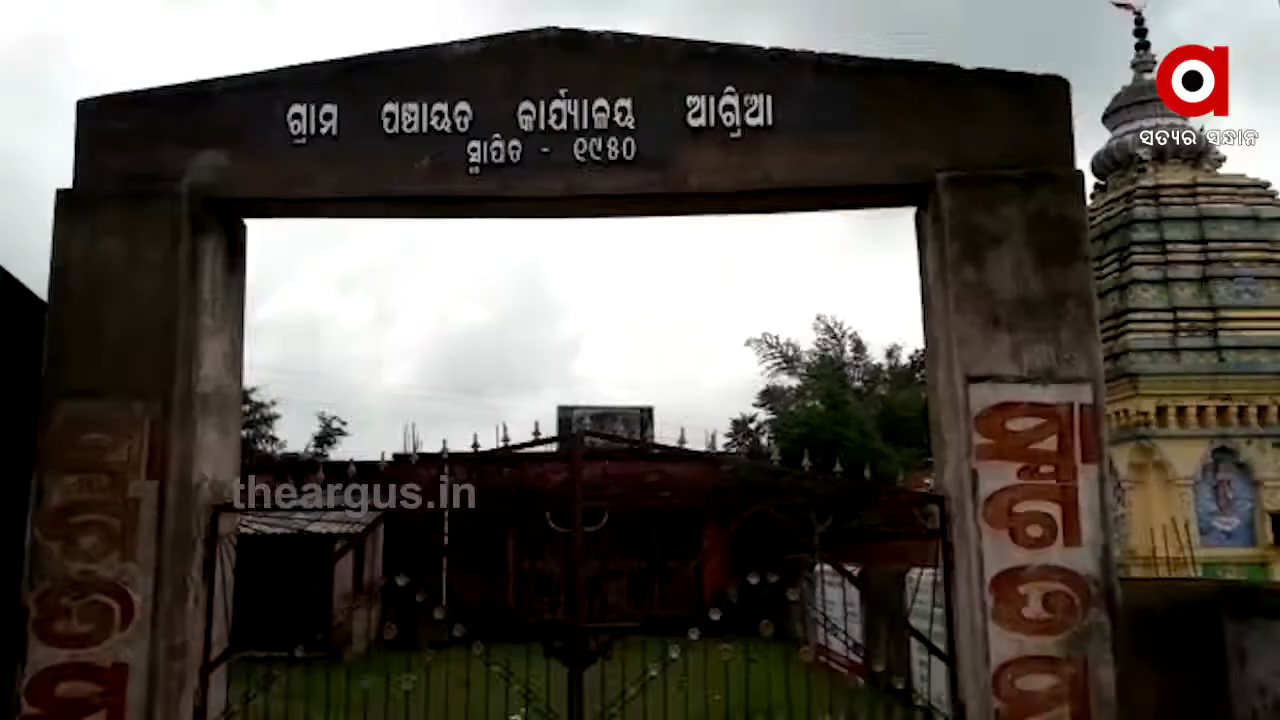 ଗ୍ରାମ ପଞ୍ଚାୟତ କାର୍ଯ୍ୟାଳୟ ଆଗ୍ରିଆ
ସ୍ଥାପିତ - ୧୯୫୦
ସତ୍ୟର ସନ୍ଧାନ
theargus.in